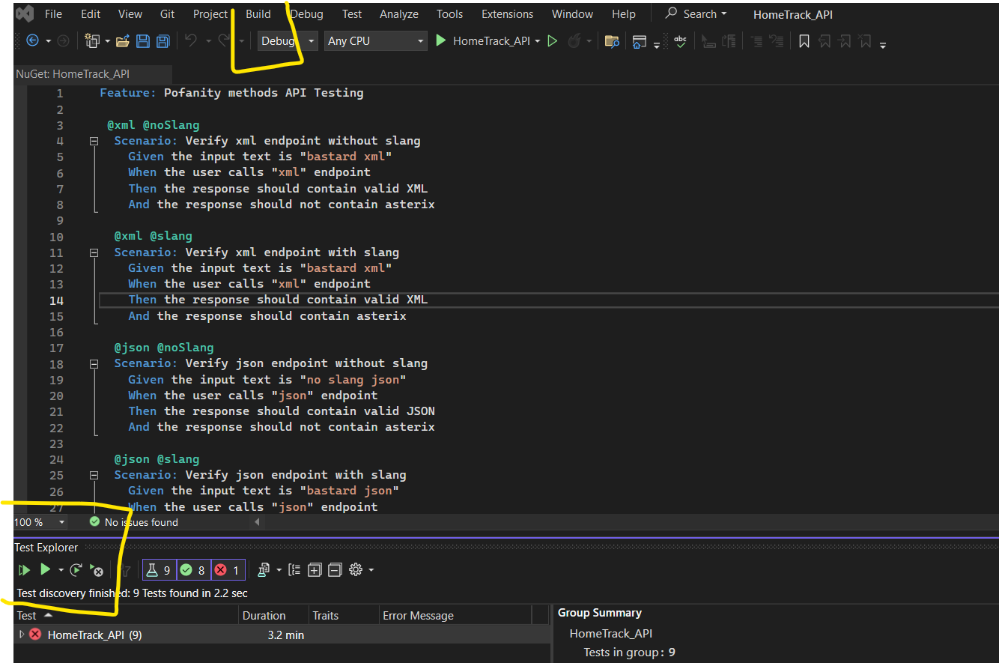 File Edit View Git Project Build Debug Test Analyze Tools Extensions Window Help Search HomeTrack_API
Debug Any CPU HomeTrack_API abc
NuGet: HomeTrack_API
1 Feature: Pofanity methods API Testing
2
3 @xml @noSlang
4 Scenario: Verify xml endpoint without slang
5 Given the input text is "bastard xml"
6 When the user calls "xml" endpoint
7 Then the response should contain valid XML
8 And the response should not contain asterix
9
10 @xml @slang
11 Scenario: Verify xml endpoint with slang
12 Given the input text is "bastard xml"
13 When the user calls "xml" endpoint
14 Then the response should contain valid XML
15 And the response should contain asterix
16
17 @json @noSlang
18 Scenario: Verify json endpoint without slang
19 Given the input text is "no slang json"
20 When the user calls "json" endpoint
21 Then the response should contain valid JSON
22 And the response should not contain asterix
23
24 @json @slang
25 Scenario: Verify json endpoint with slang
26 Given the input text is "bastard json"
27 When the user calls "json" endpoint
100 % No issues found
Test Explorer
9 8 1
Test discovery finished: 9 Tests found in 2.2 sec
Test Duration Traits Error Message
HomeTrack_API (9) 3.2 min
Group Summary
HomeTrack_API
Tests in group: 9